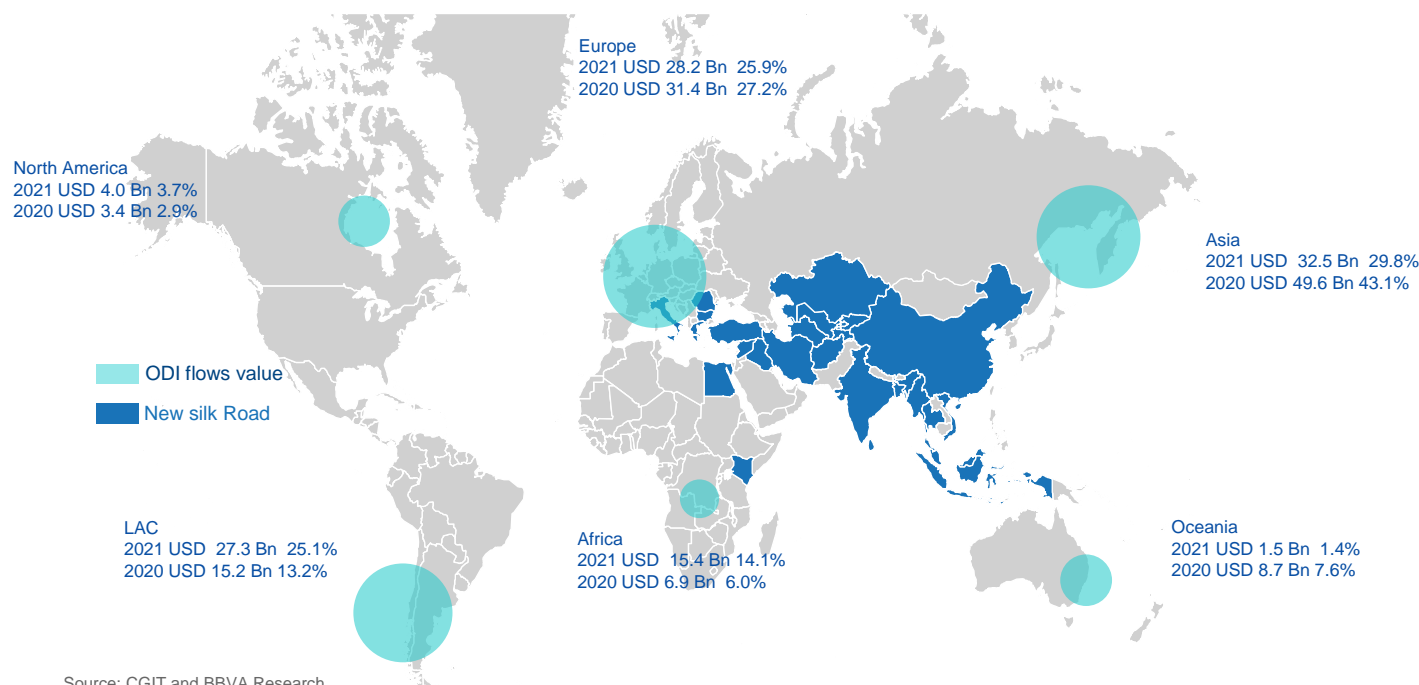 Europe
2021 USD 28.2 Bn 25.9%
2020 USD 31.4 Bn 27.2%
North America
2021 USD 4.0 Bn 3.7%
2020 USD 3.4 Bn 2.9%
Asia
2021 USD 32.5 Bn 29.8%
2020 USD 49.6 Bn 43.1%
ODI flows value
New silk Road
LAC
2021 USD 27.3 Bn 25.1%
2020 USD 15.2 Bn 13.2%
Africa
2021 USD 15.4 Bn 14.1%
2020 USD 6.9 Bn 6.0%
Oceania
2021 USD 1.5 Bn 1.4%
2020 USD 8.7 Bn 7.6%
Source: CGIT and BBVA Research